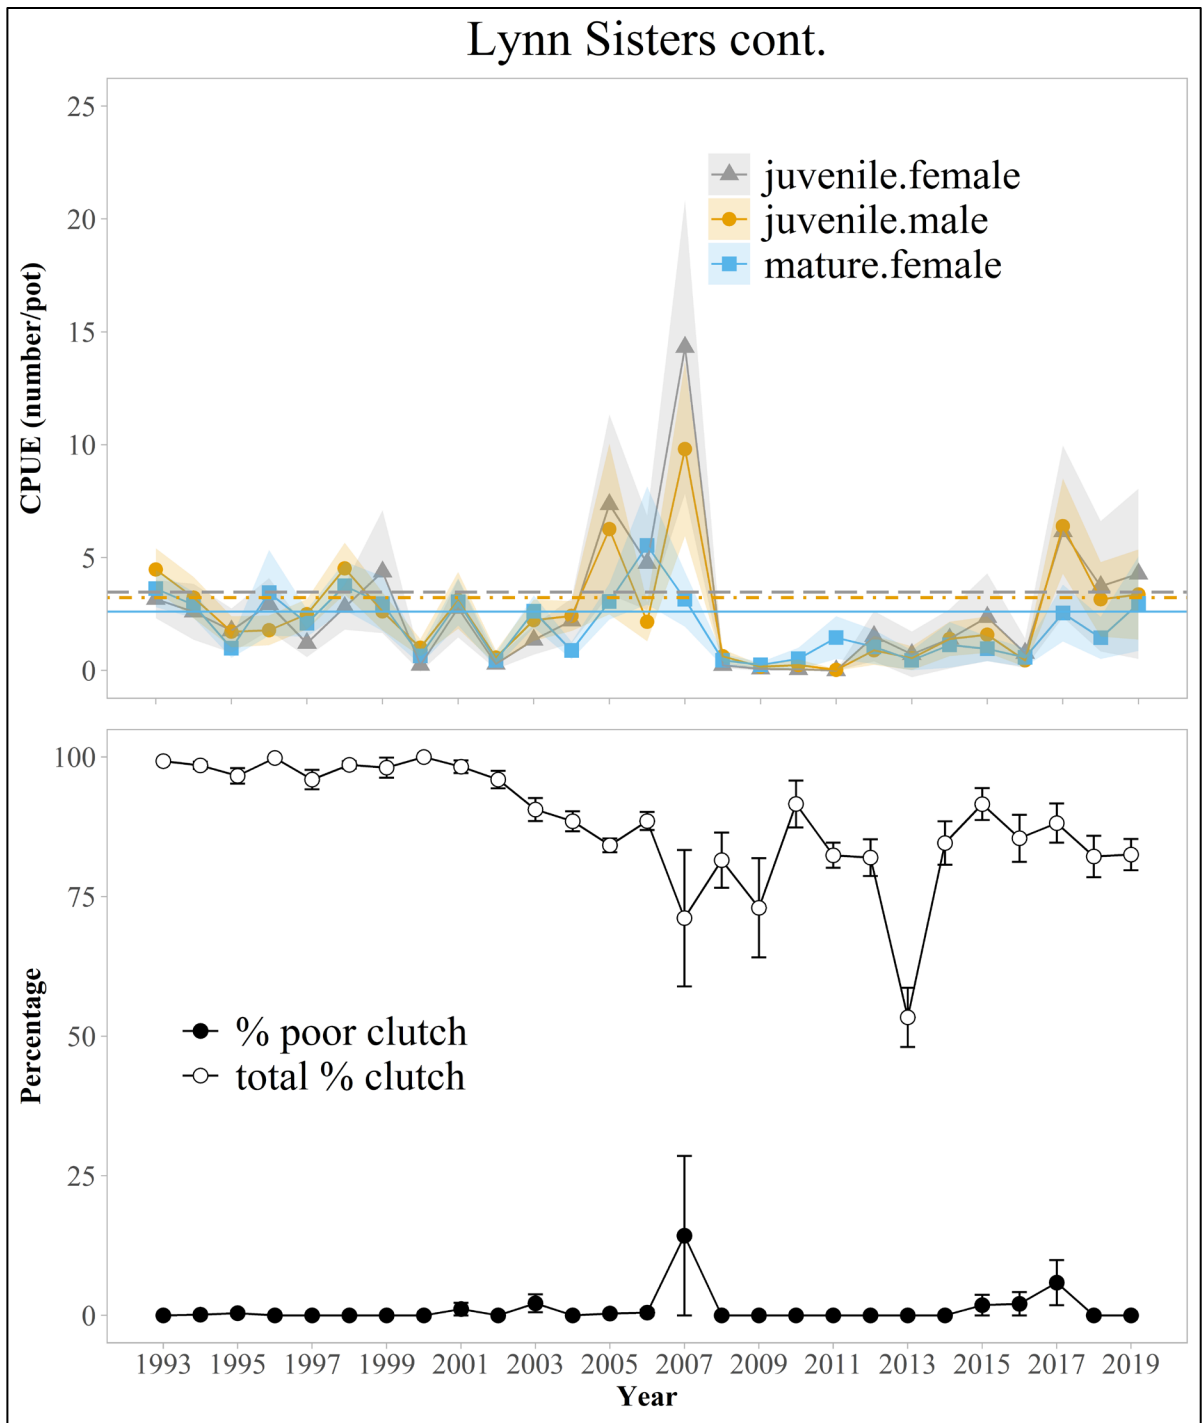 Lynn Sisters cont.
25
20
15
10
5
0
CPUE (number/pot)
juvenile.female
juvenile.male
mature.female
100
75
50
25
0
Percentage
% poor clutch
total % clutch
1993 1995 1997 1999 2001 2003 2005 2007 2009 2011 2013 2015 2017 2019
Year